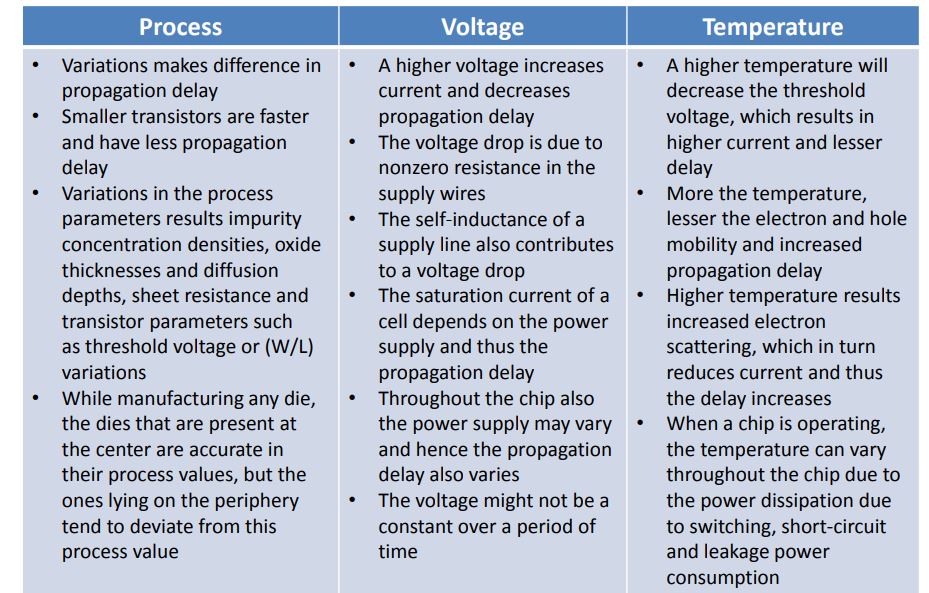 Process
Voltage
Temperature
• Variations makes difference in
propagation delay
• Smaller transistors are faster
and have less propagation
delay
• Variations in the process
parameters results impurity
concentration densities, oxide
thicknesses and diffusion
depths, sheet resistance and
transistor parameters such
as threshold voltage or (W/L)
variations
• While manufacturing any die,
the dies that are present at
the center are accurate in
their process values, but the
ones lying on the periphery
tend to deviate from this
process value
• A higher voltage increases
current and decreases
propagation delay
• The voltage drop is due to
nonzero resistance in the
supply wires
• The self-inductance of a
supply line also contributes
to a voltage drop
• The saturation current of a
cell depends on the power
supply and thus the
propagation delay
• Throughout the chip also
the power supply may vary
and hence the propagation
delay also varies
• The voltage might not be a
constant over a period of
time
• A higher temperature will
decrease the threshold
voltage, which results in
higher current and lesser
delay
• More the temperature,
lesser the electron and hole
mobility and increased
propagation delay
• Higher temperature results
increased electron
scattering, which in turn
reduces current and thus
the delay increases
• When a chip is operating,
the temperature can vary
throughout the chip due to
the power dissipation due
to switching, short-circuit
and leakage power
consumption